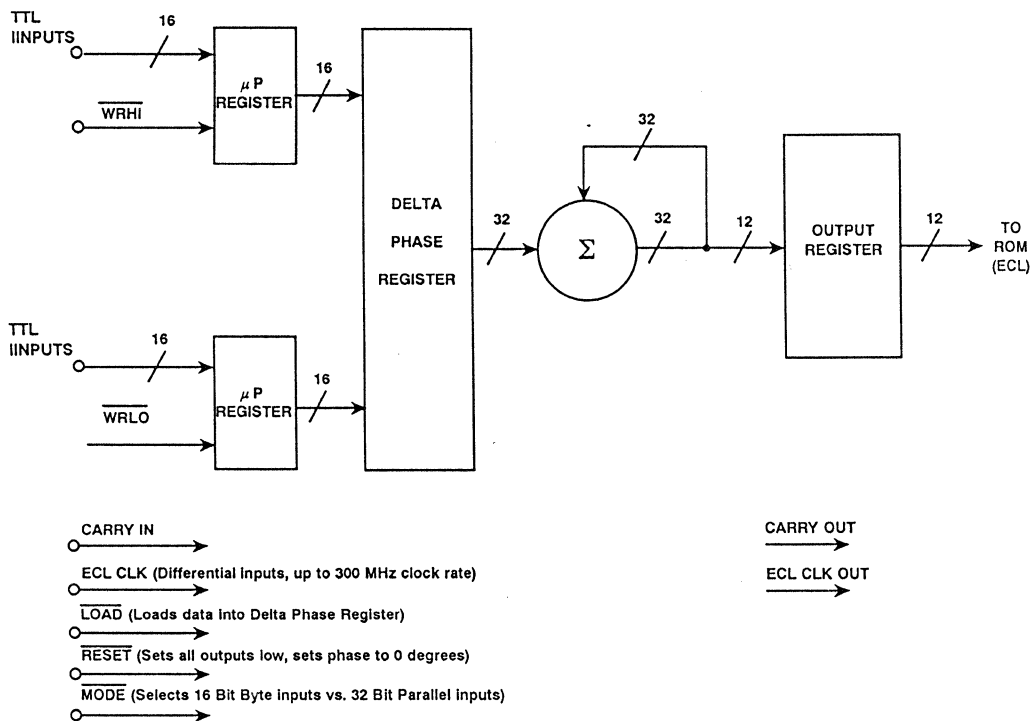 TTL
IINPUTS
16
μP
REGISTER
16
WRHI
DELTA
PHASE
REGISTER
32
32
Σ
32
12
OUTPUT
REGISTER
12
TO
ROM
(ECL)
TTL
IINPUTS
16
μP
REGISTER
16
WRLO
CARRY IN
ECL CLK (Differential inputs, up to 300 MHz clock rate)
LOAD (Loads data into Delta Phase Register)
RESET (Sets all outputs low, sets phase to 0 degrees)
MODE (Selects 16 Bit Byte inputs vs. 32 Bit Parallel inputs)
CARRY OUT
ECL CLK OUT